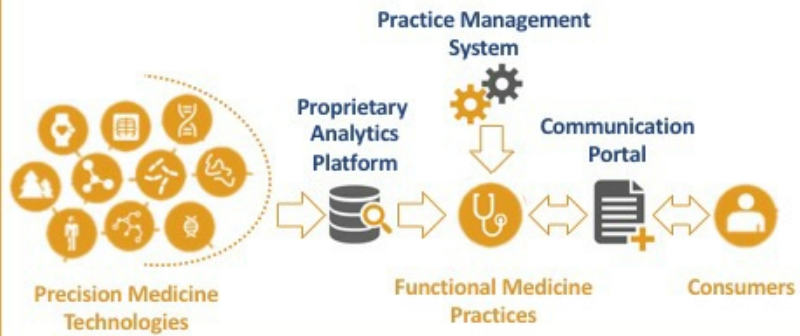 Practice Management
System
Proprietary
Analytics
Platform
Communication
Portal
Precision Medicine
Technologies
Functional Medicine
Practices
Consumers